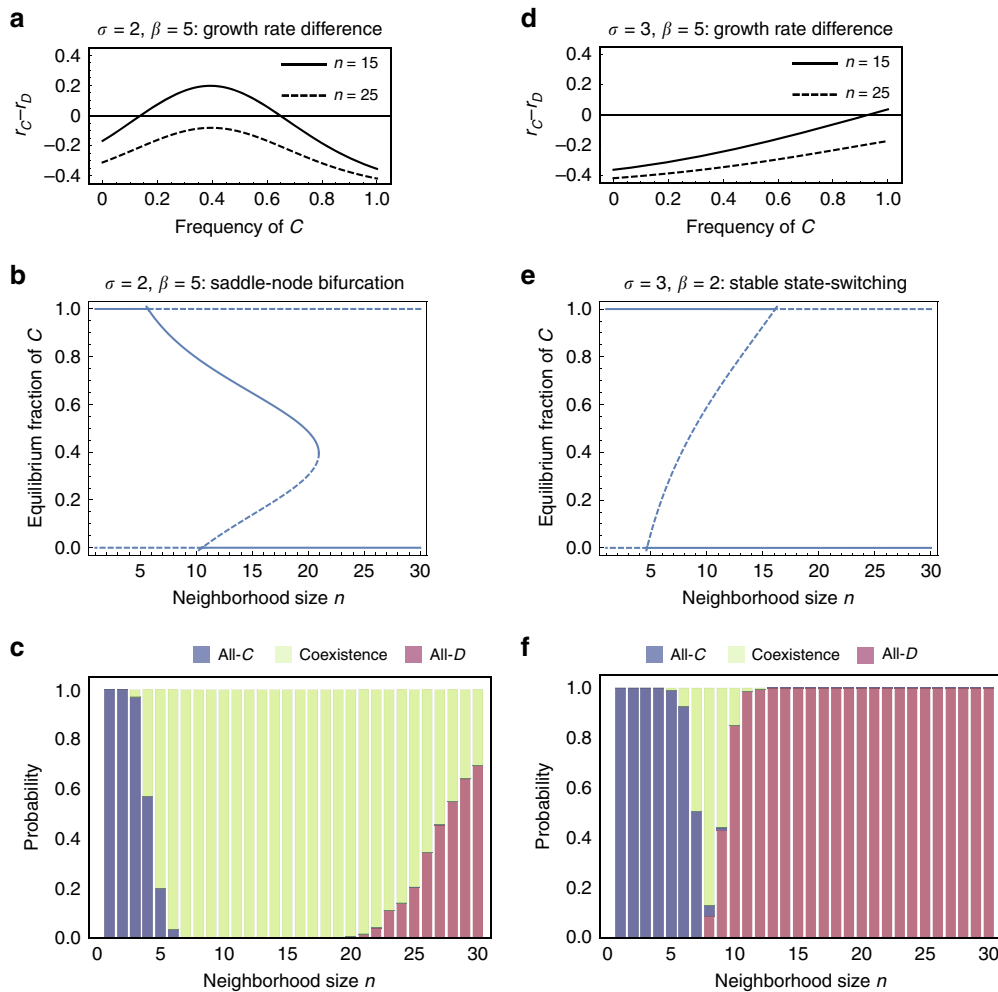 a
σ = 2, β = 5: growth rate difference
0.4
0.2
0
−0.2
−0.4
r_C–r_D
n = 15
n = 25
0 0.2 0.4 0.6 0.8 1.0
Frequency of C
d
σ = 3, β = 5: growth rate difference
0.4
0.2
0
−0.2
−0.4
r_C–r_D
n = 15
n = 25
0 0.2 0.4 0.6 0.8 1.0
Frequency of C
b
σ = 2, β = 5: saddle-node bifurcation
1.0
0.8
0.6
0.4
0.2
0.0
Equilibrium fraction of C
5 10 15 20 25 30
Neighborhood size n
e
σ = 3, β = 2: stable state-switching
1.0
0.8
0.6
0.4
0.2
0.0
Equilibrium fraction of C
5 10 15 20 25 30
Neighborhood size n
c
All-C Coexistence All-D
1.0
0.8
0.6
0.4
0.2
0.0
Probability
0 5 10 15 20 25 30
Neighborhood size n
f
All-C Coexistence All-D
1.0
0.8
0.6
0.4
0.2
0.0
Probability
0 5 10 15 20 25 30
Neighborhood size n